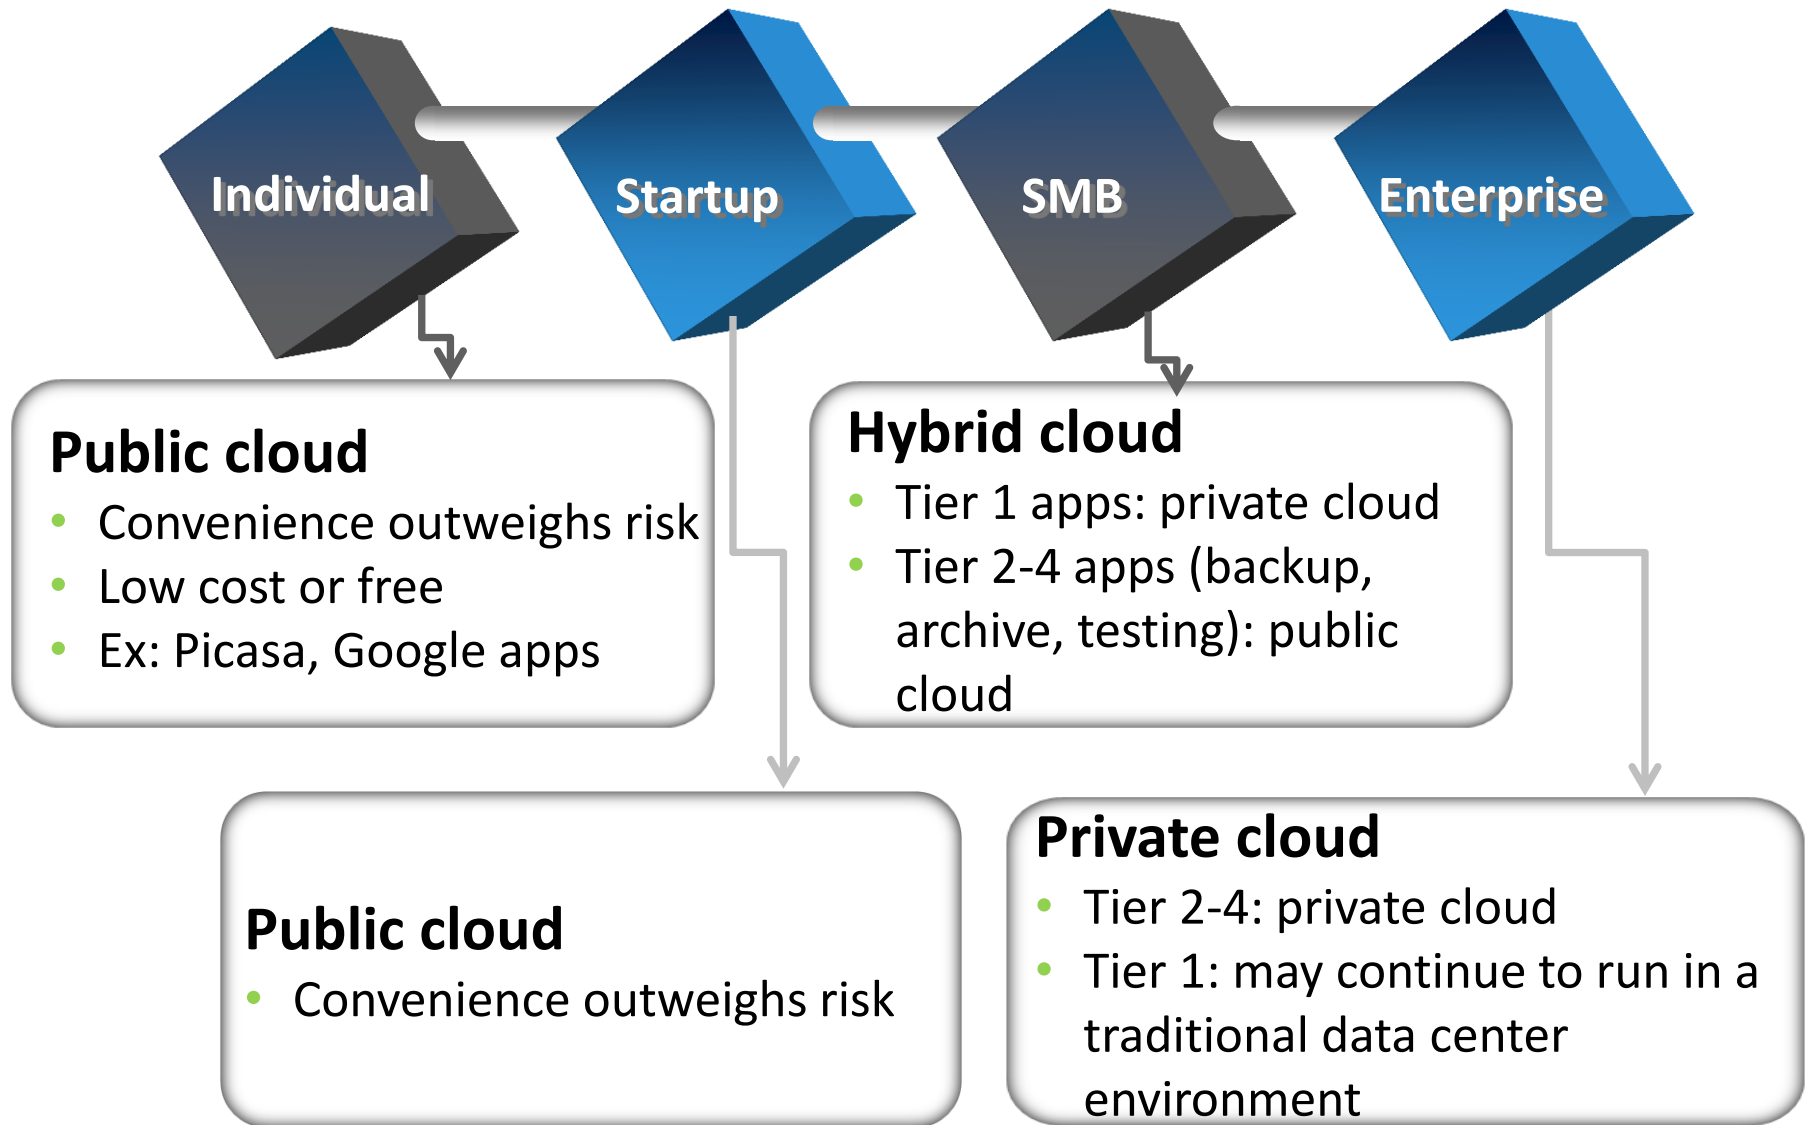 Individual
Startup
SMB
Enterprise
Public cloud
• Convenience outweighs risk
• Low cost or free
• Ex: Picasa, Google apps
Hybrid cloud
• Tier 1 apps: private cloud
• Tier 2-4 apps (backup,
archive, testing): public
cloud
Public cloud
• Convenience outweighs risk
Private cloud
• Tier 2-4: private cloud
• Tier 1: may continue to run in a
traditional data center
environment